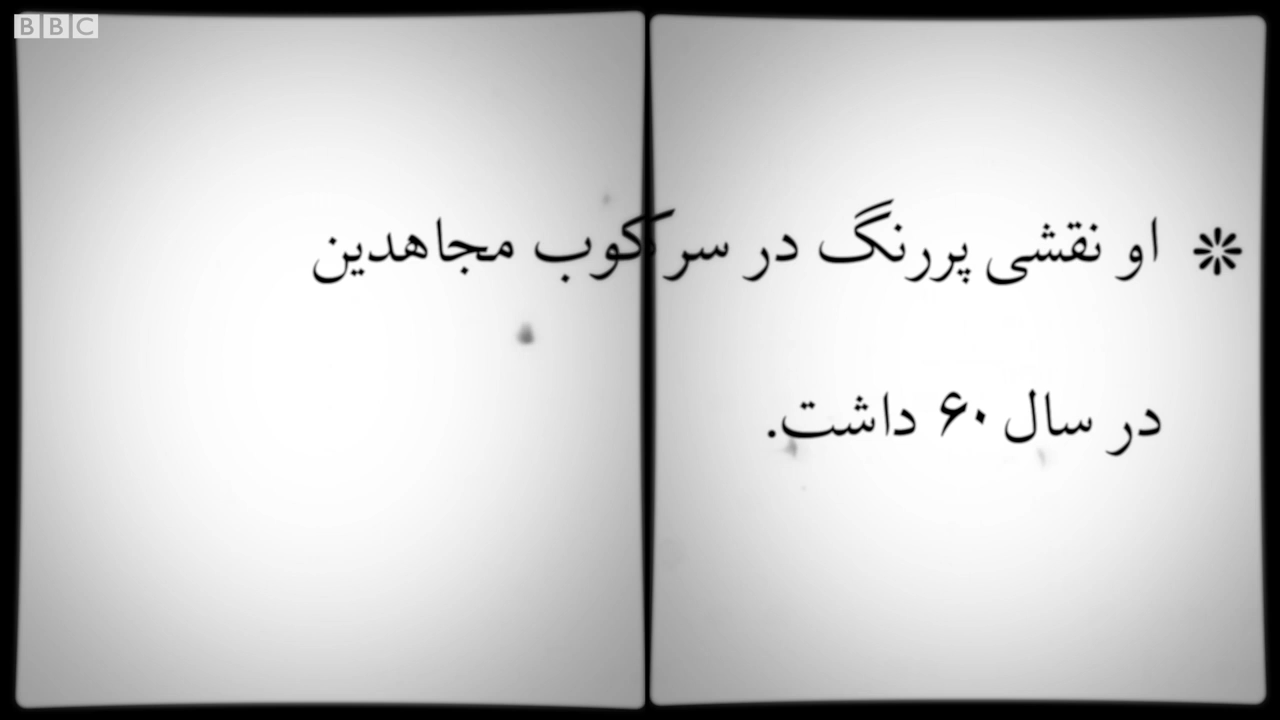 BBC
❊ او نقشی پررنگ در سرکوب مجاهدین
در سال ۶۰ داشت.